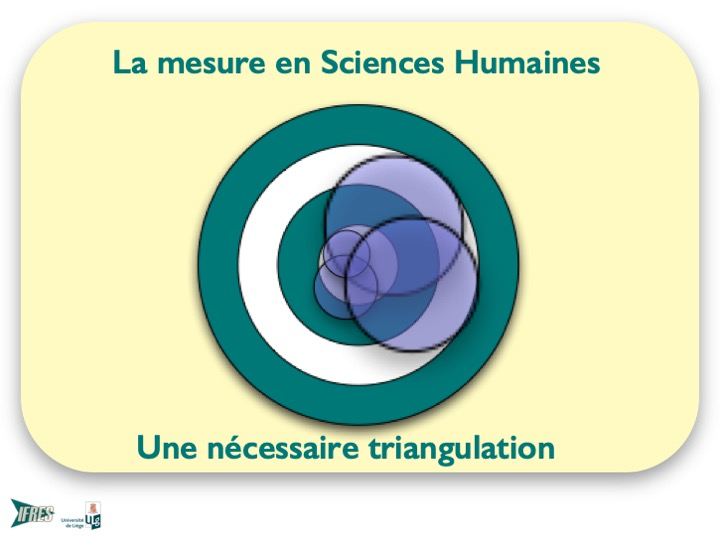 La mesure en Sciences Humaines
Une nécessaire triangulation
IFRES
Université
de Liège